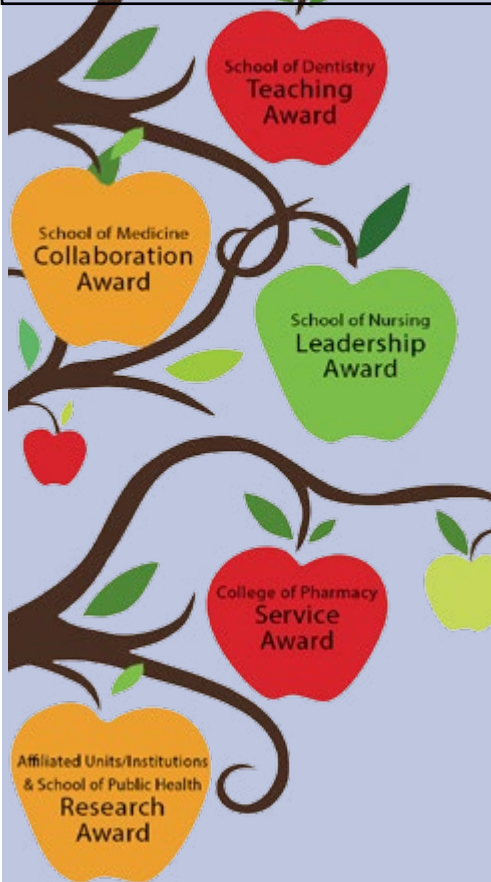 School of Dentistry
Teaching
Award
School of Medicine
Collaboration
Award
School of Nursing
Leadership
Award
College of Pharmacy
Service
Award
Affiliated Units/Institutions
& School of Public Health
Research
Award